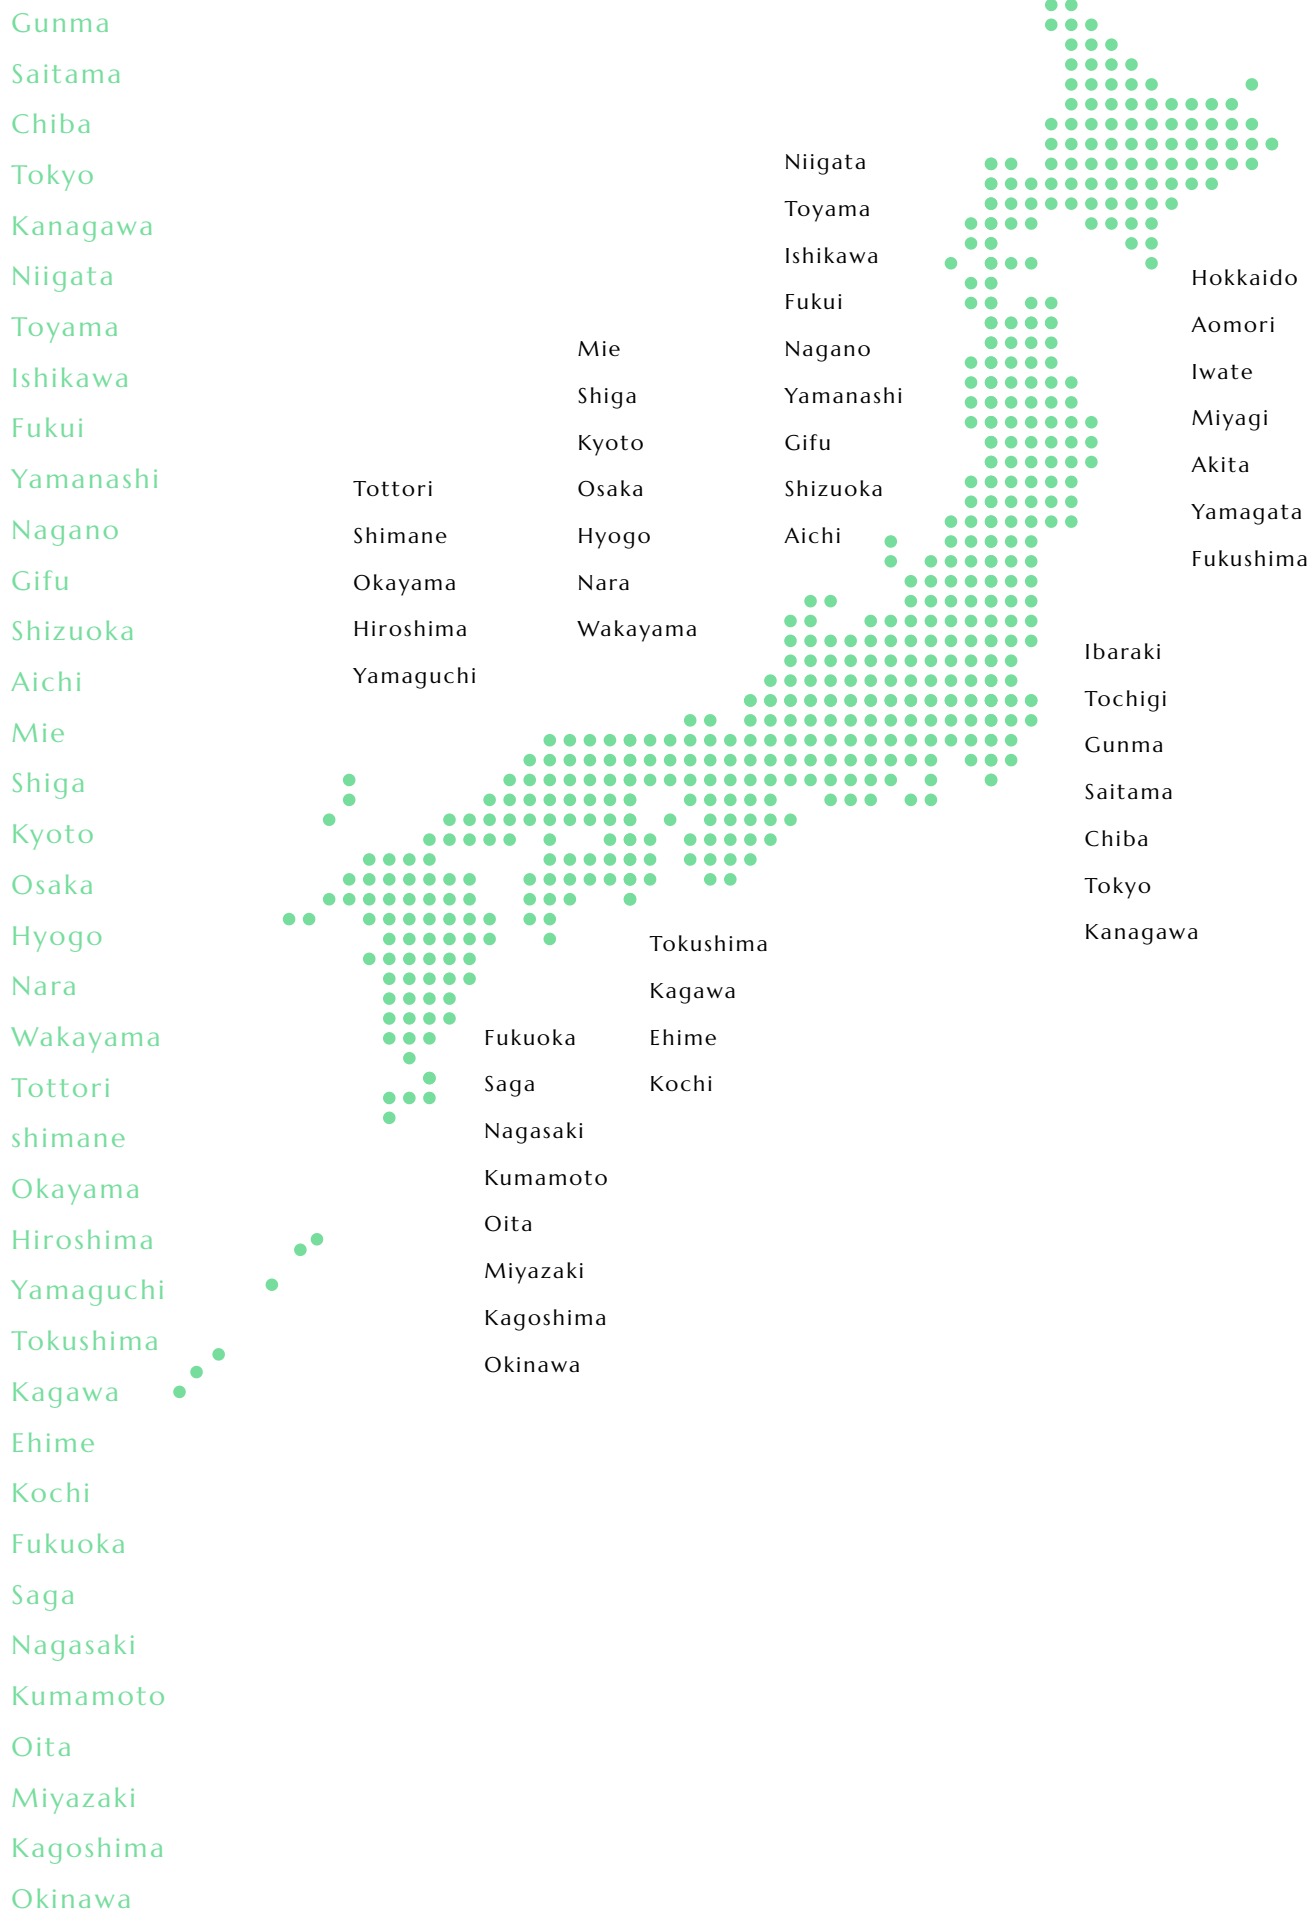 Gunma
Saitama
Chiba
Tokyo
Kanagawa
Niigata
Toyama
Ishikawa
Fukui
Yamanashi
Nagano
Gifu
Shizuoka
Aichi
Mie
Shiga
Kyoto
Osaka
Hyogo
Nara
Wakayama
Tottori
shimane
Okayama
Hiroshima
Yamaguchi
Tokushima
Kagawa
Ehime
Kochi
Fukuoka
Saga
Nagasaki
Kumamoto
Oita
Miyazaki
Kagoshima
Okinawa
Tottori
Shimane
Okayama
Hiroshima
Yamaguchi
Mie
Shiga
Kyoto
Osaka
Hyogo
Nara
Wakayama
Niigata
Toyama
Ishikawa
Fukui
Nagano
Yamanashi
Gifu
Shizuoka
Aichi
Hokkaido
Aomori
Iwate
Miyagi
Akita
Yamagata
Fukushima
Ibaraki
Tochigi
Gunma
Saitama
Chiba
Tokyo
Kanagawa
Tokushima
Kagawa
Ehime
Kochi
Fukuoka
Saga
Nagasaki
Kumamoto
Oita
Miyazaki
Kagoshima
Okinawa